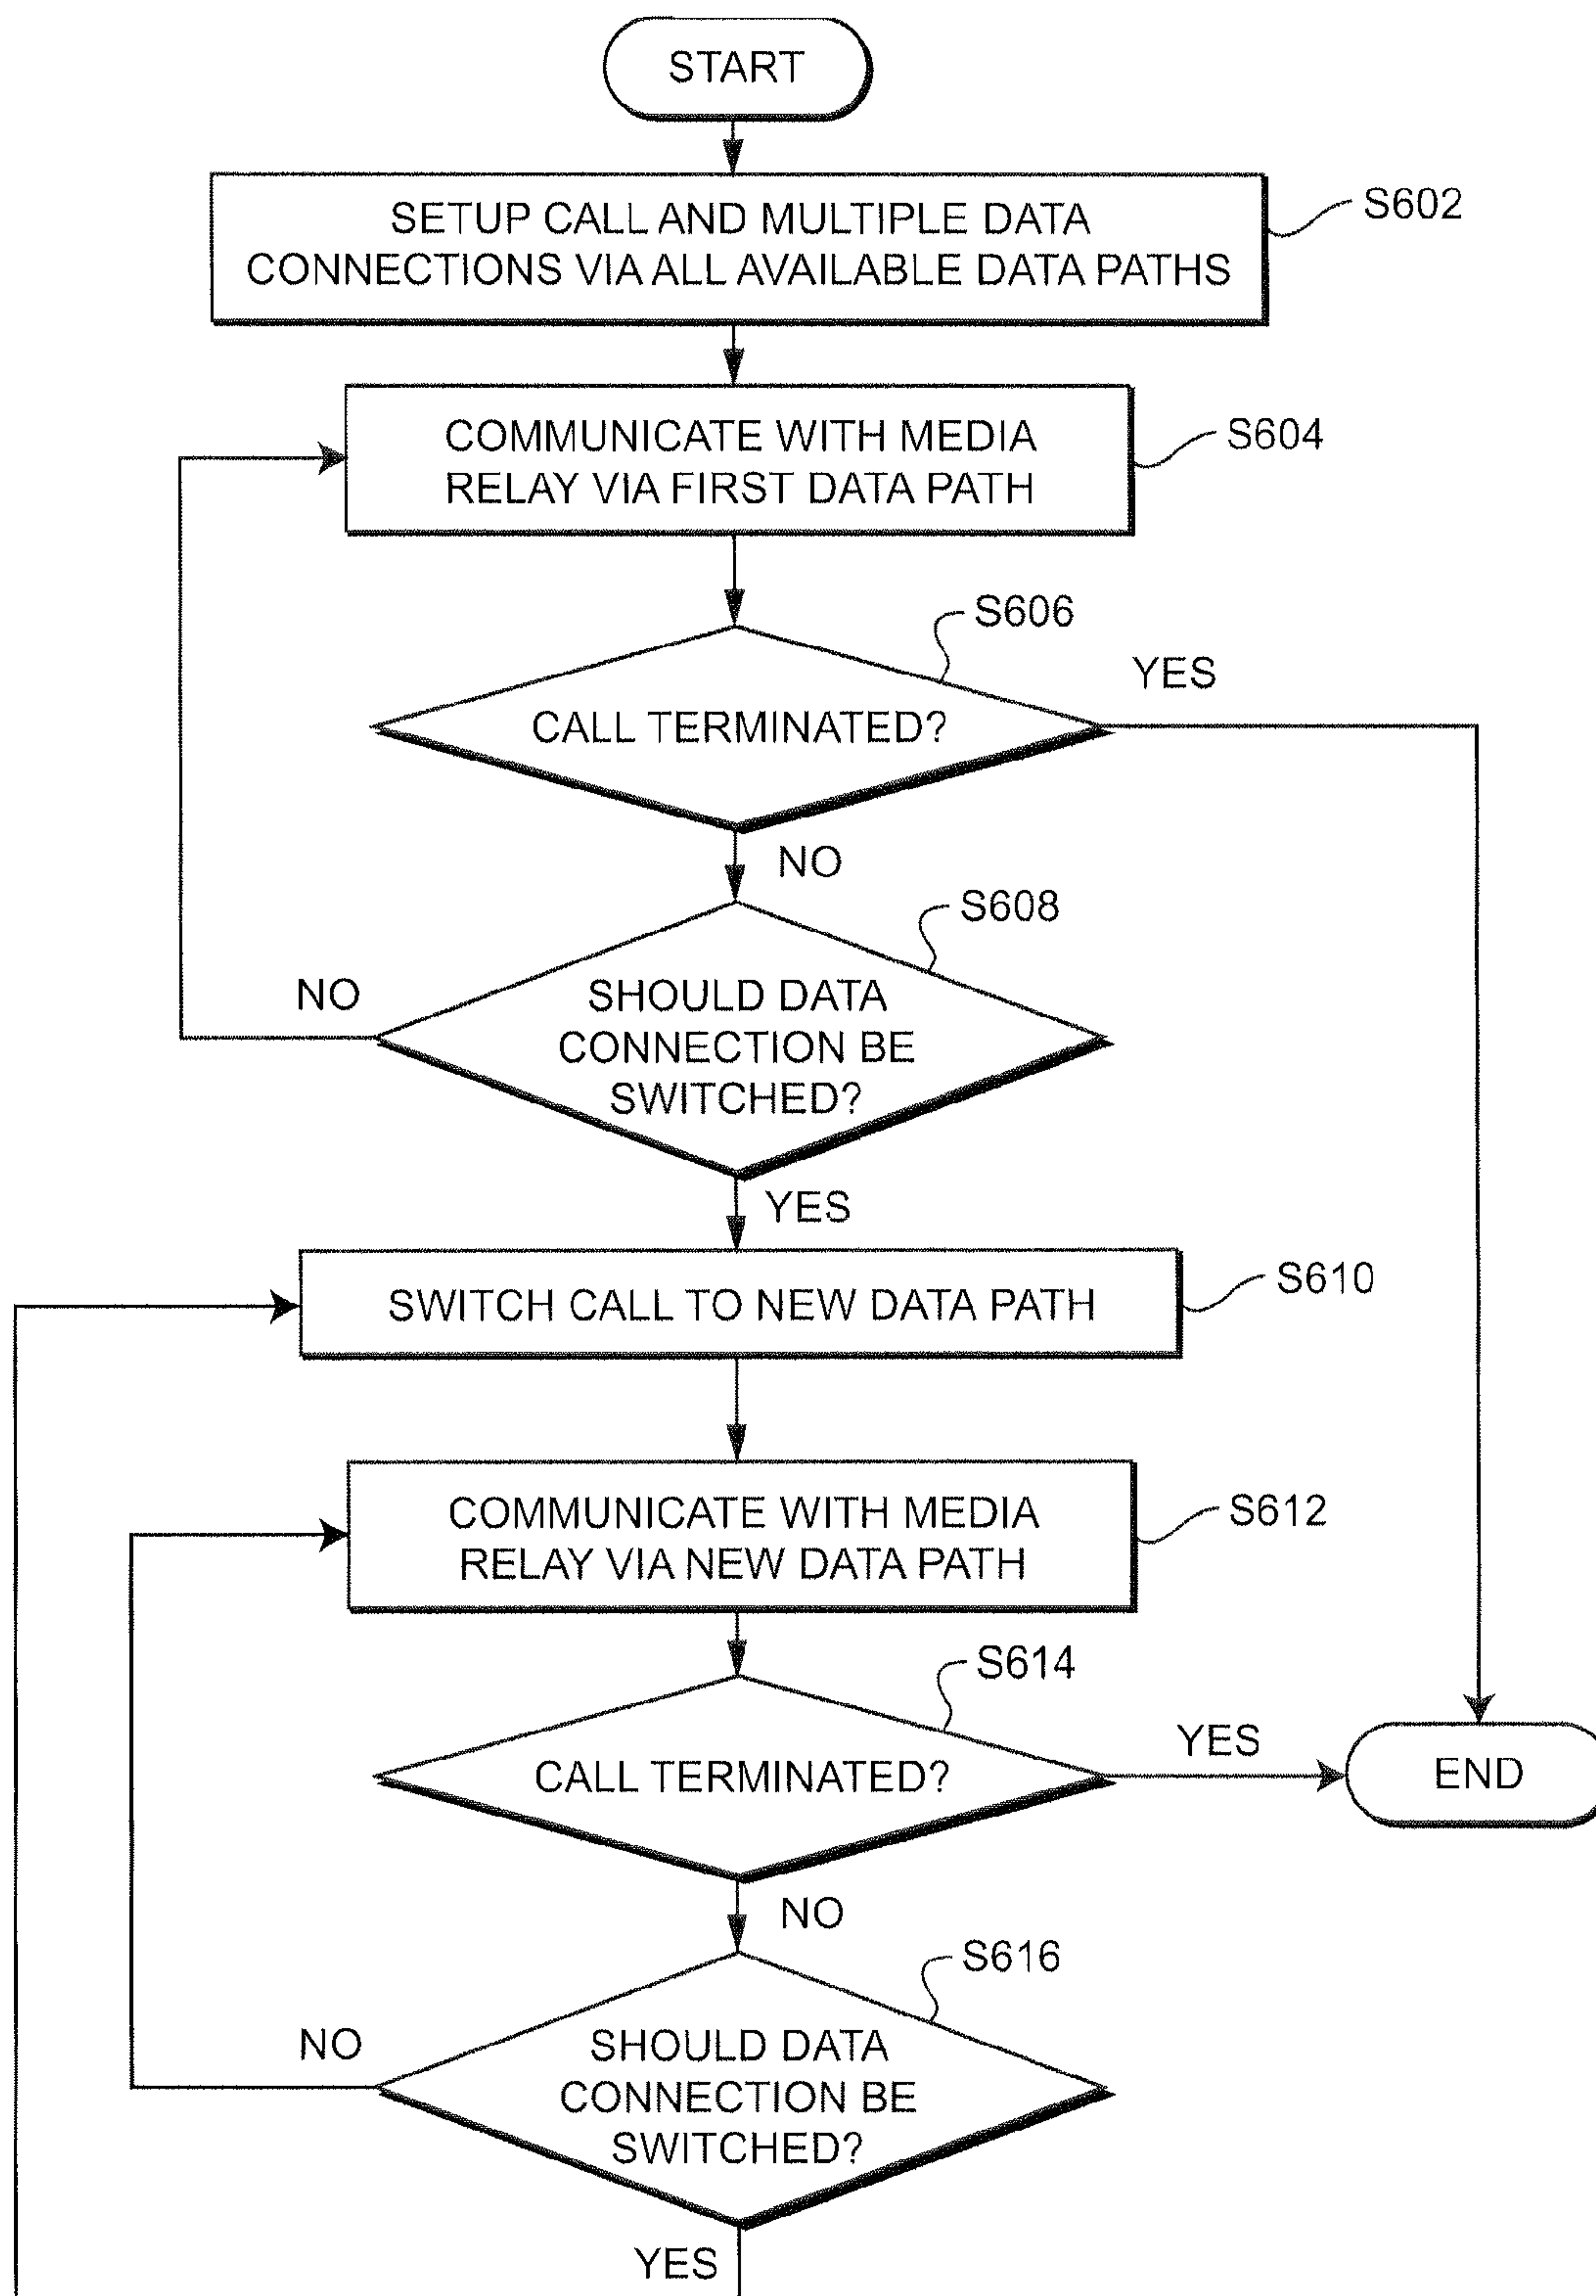 START
SETUP CALL AND MULTIPLE DATA
CONNECTIONS VIA ALL AVAILABLE DATA PATHS
S602
COMMUNICATE WITH MEDIA
RELAY VIA FIRST DATA PATH
S604
S606
YES
CALL TERMINATED?
NO
S608
NO
SHOULD DATA
CONNECTION BE
SWITCHED?
YES
S610
SWITCH CALL TO NEW DATA PATH
COMMUNICATE WITH MEDIA
RELAY VIA NEW DATA PATH
S612
S614
YES
CALL TERMINATED?
END
NO
S616
NO
SHOULD DATA
CONNECTION BE
SWITCHED?
YES